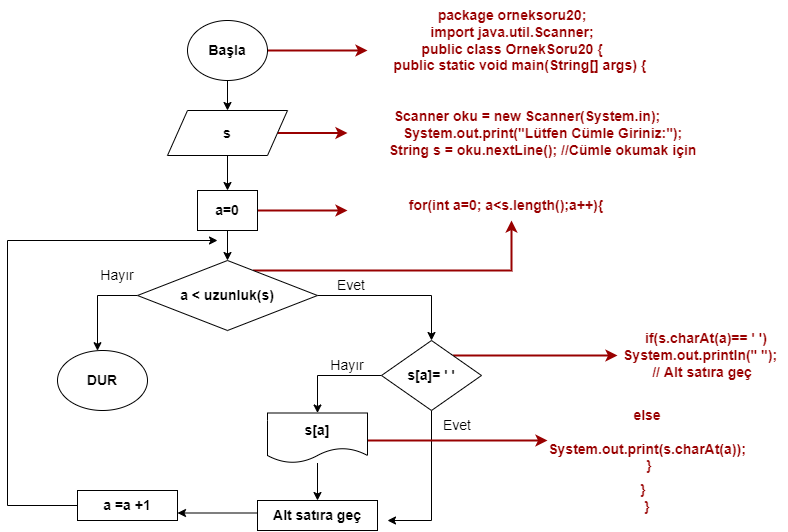 Başla
package orneksoru20;
import java.util.Scanner;
public class OrnekSoru20 {
public static void main(String[] args) {
s
Scanner oku = new Scanner(System.in);
System.out.print("Lütfen Cümle Giriniz:");
String s = oku.nextLine(); //Cümle okumak için
a=0
for(int a=0; a<s.length();a++){
Hayır
a < uzunluk(s)
Evet
DUR
s[a]= ' '
if(s.charAt(a)== ' ')
System.out.println(" ");
// Alt satıra geç
Hayır
Evet
s[a]
else
System.out.print(s.charAt(a));
}
}
}
a =a +1
Alt satıra geç